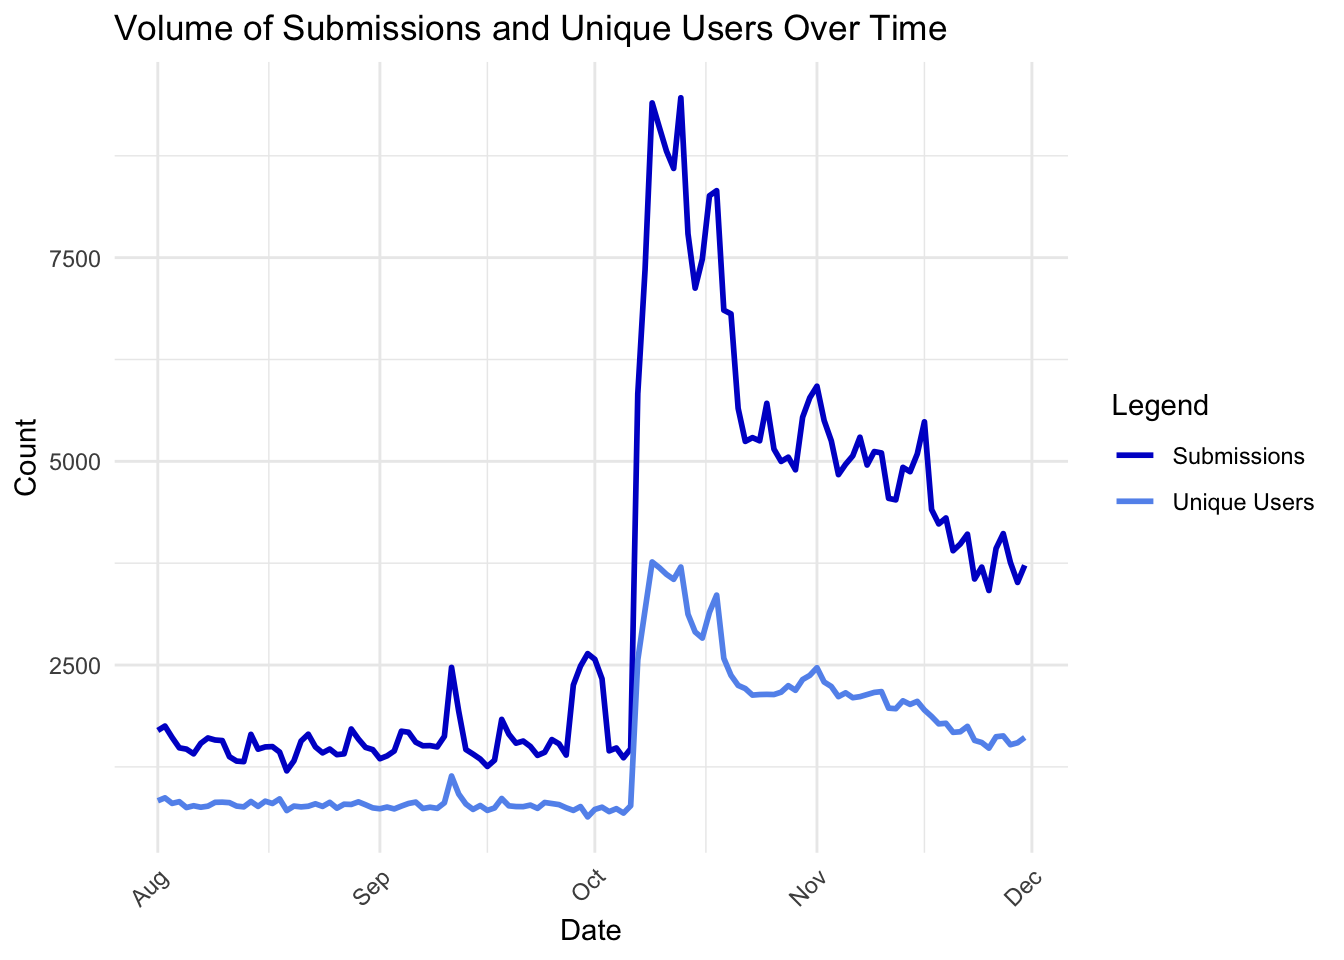 Volume of Submissions and Unique Users Over Time
Count
7500
5000
2500
Aug
Sep
Oct
Nov
Dec
Date
Legend
Submissions
Unique Users